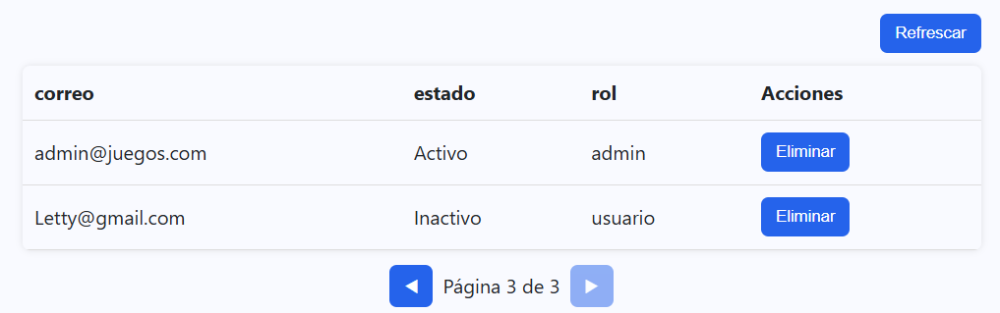 Refrescar
correo estado rol Acciones
admin@juegos.com Activo admin Eliminar
Letty@gmail.com Inactivo usuario Eliminar
◀ Página 3 de 3 ▶